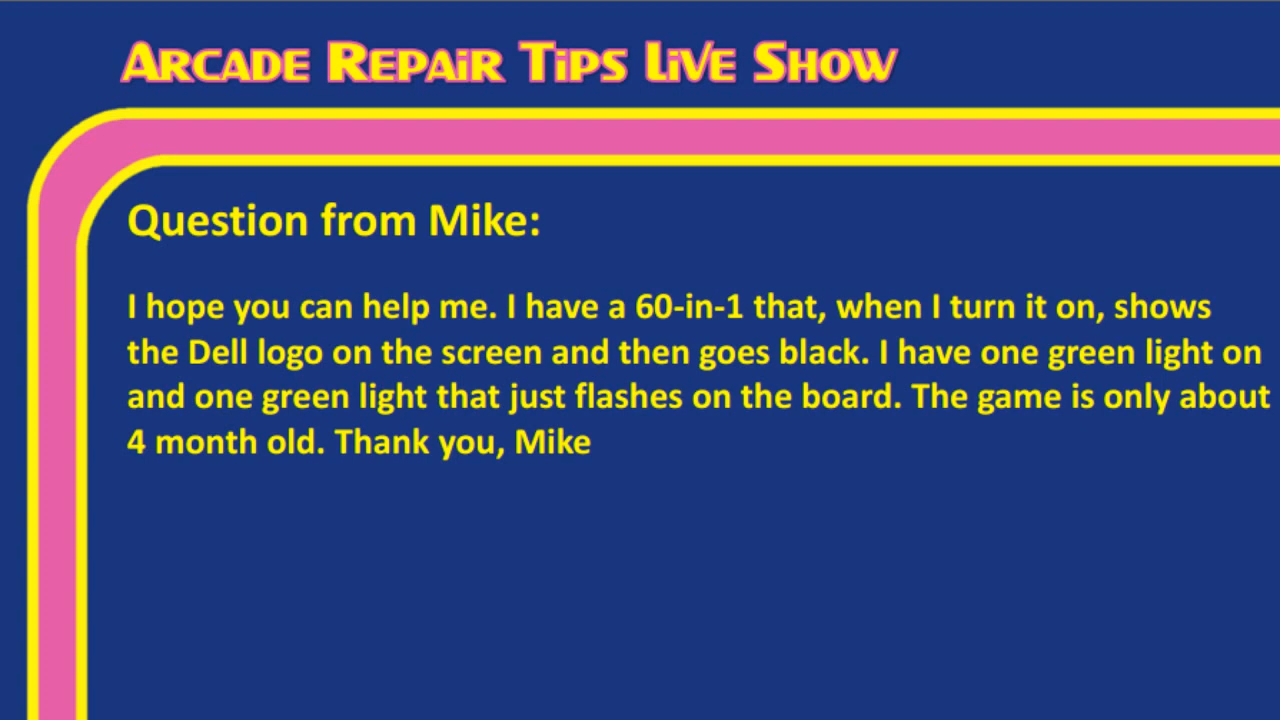 Arcade Repair Tips Live Show
Question from Mike:
I hope you can help me. I have a 60-in-1 that, when I turn it on, shows
the Dell logo on the screen and then goes black. I have one green light on
and one green light that just flashes on the board. The game is only about
4 month old. Thank you, Mike